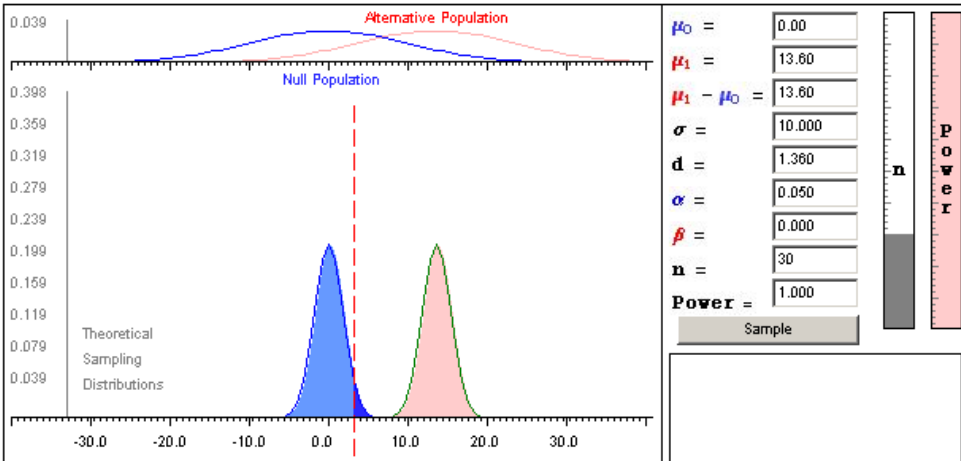 0.039
Alternative Population
Null Population
0.398
0.359
0.319
0.279
0.239
0.199
0.159
0.119
0.079
0.039
Theoretical
Sampling
Distributions
-30.0 -20.0 -10.0 0.0 10.0 20.0 30.0
μ0 = 0.00
μ1 = 13.60
μ1 - μ0 = 13.60
σ = 10.000
d = 1.360
α = 0.050
β = 0.000
n = 30
Power = 1.000
Sample
n
Power